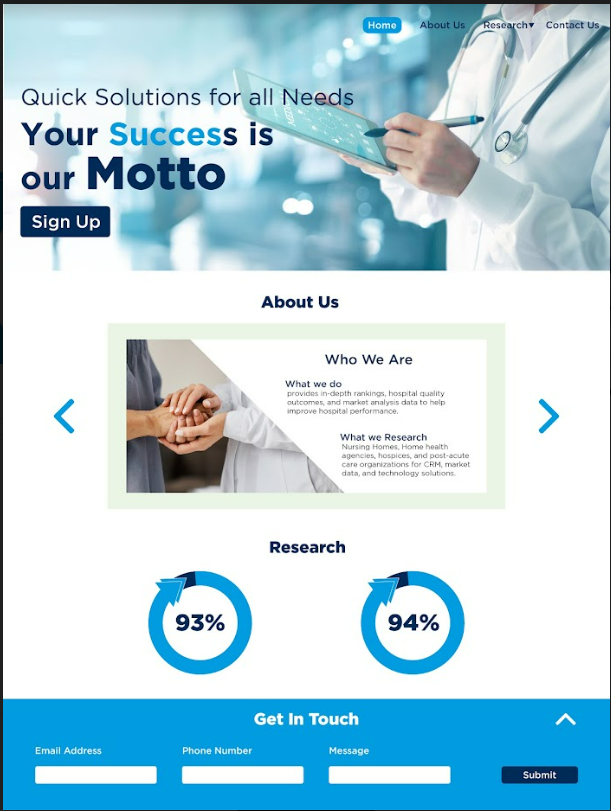 Home About Us Research▼ Contact Us
Quick Solutions for all Needs
Your Success is
our Motto
Sign Up
About Us
Who We Are
What we do
provides in-depth rankings, hospital quality
outcomes, and market analysis data to help
improve hospital performance.
What we Research
Nursing Homes, Home health
agencies, hospices, and post-acute
care organizations for CRM, market
data, and technology solutions.
Research
93% 94%
Get In Touch
Email Address Phone Number Message
Submit